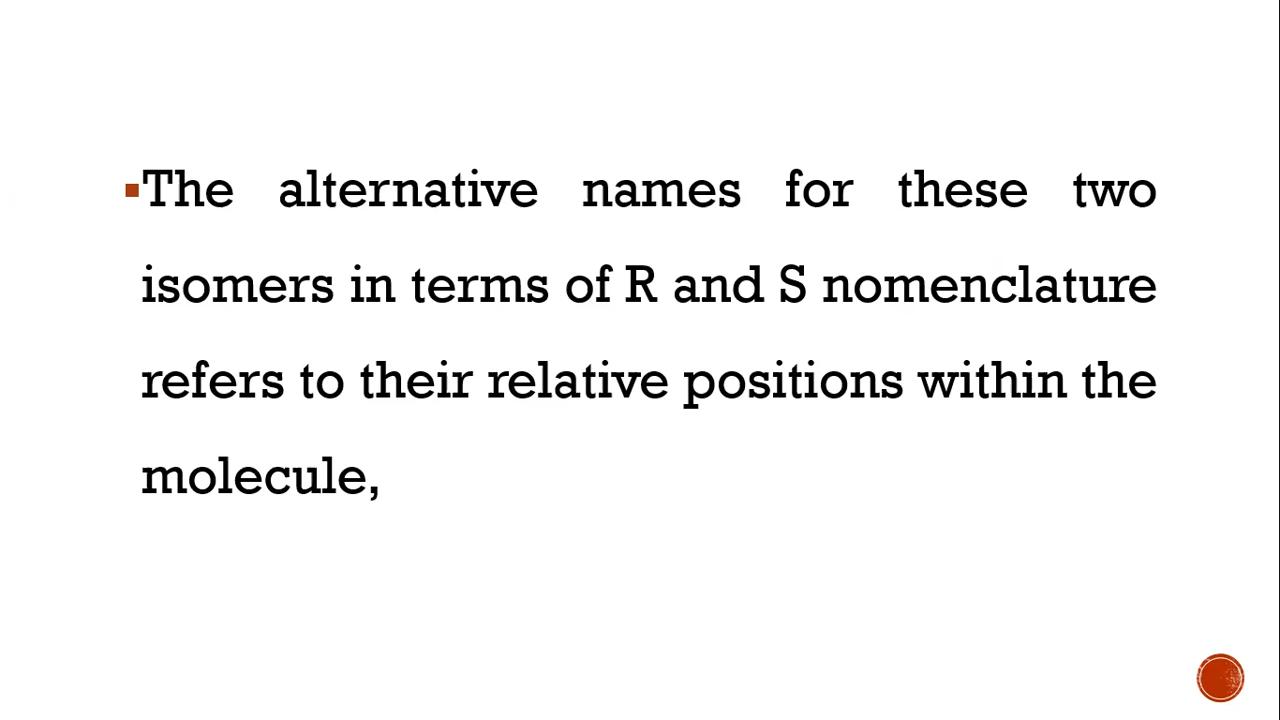 ▪The alternative names for these two
isomers in terms of R and S nomenclature
refers to their relative positions within the
molecule,